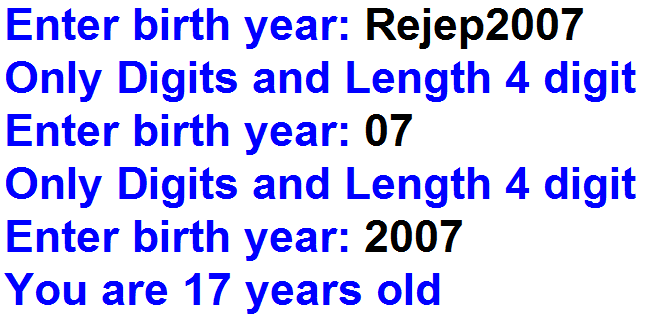 Enter birth year: Rejep2007
Only Digits and Length 4 digit
Enter birth year: 07
Only Digits and Length 4 digit
Enter birth year: 2007
You are 17 years old